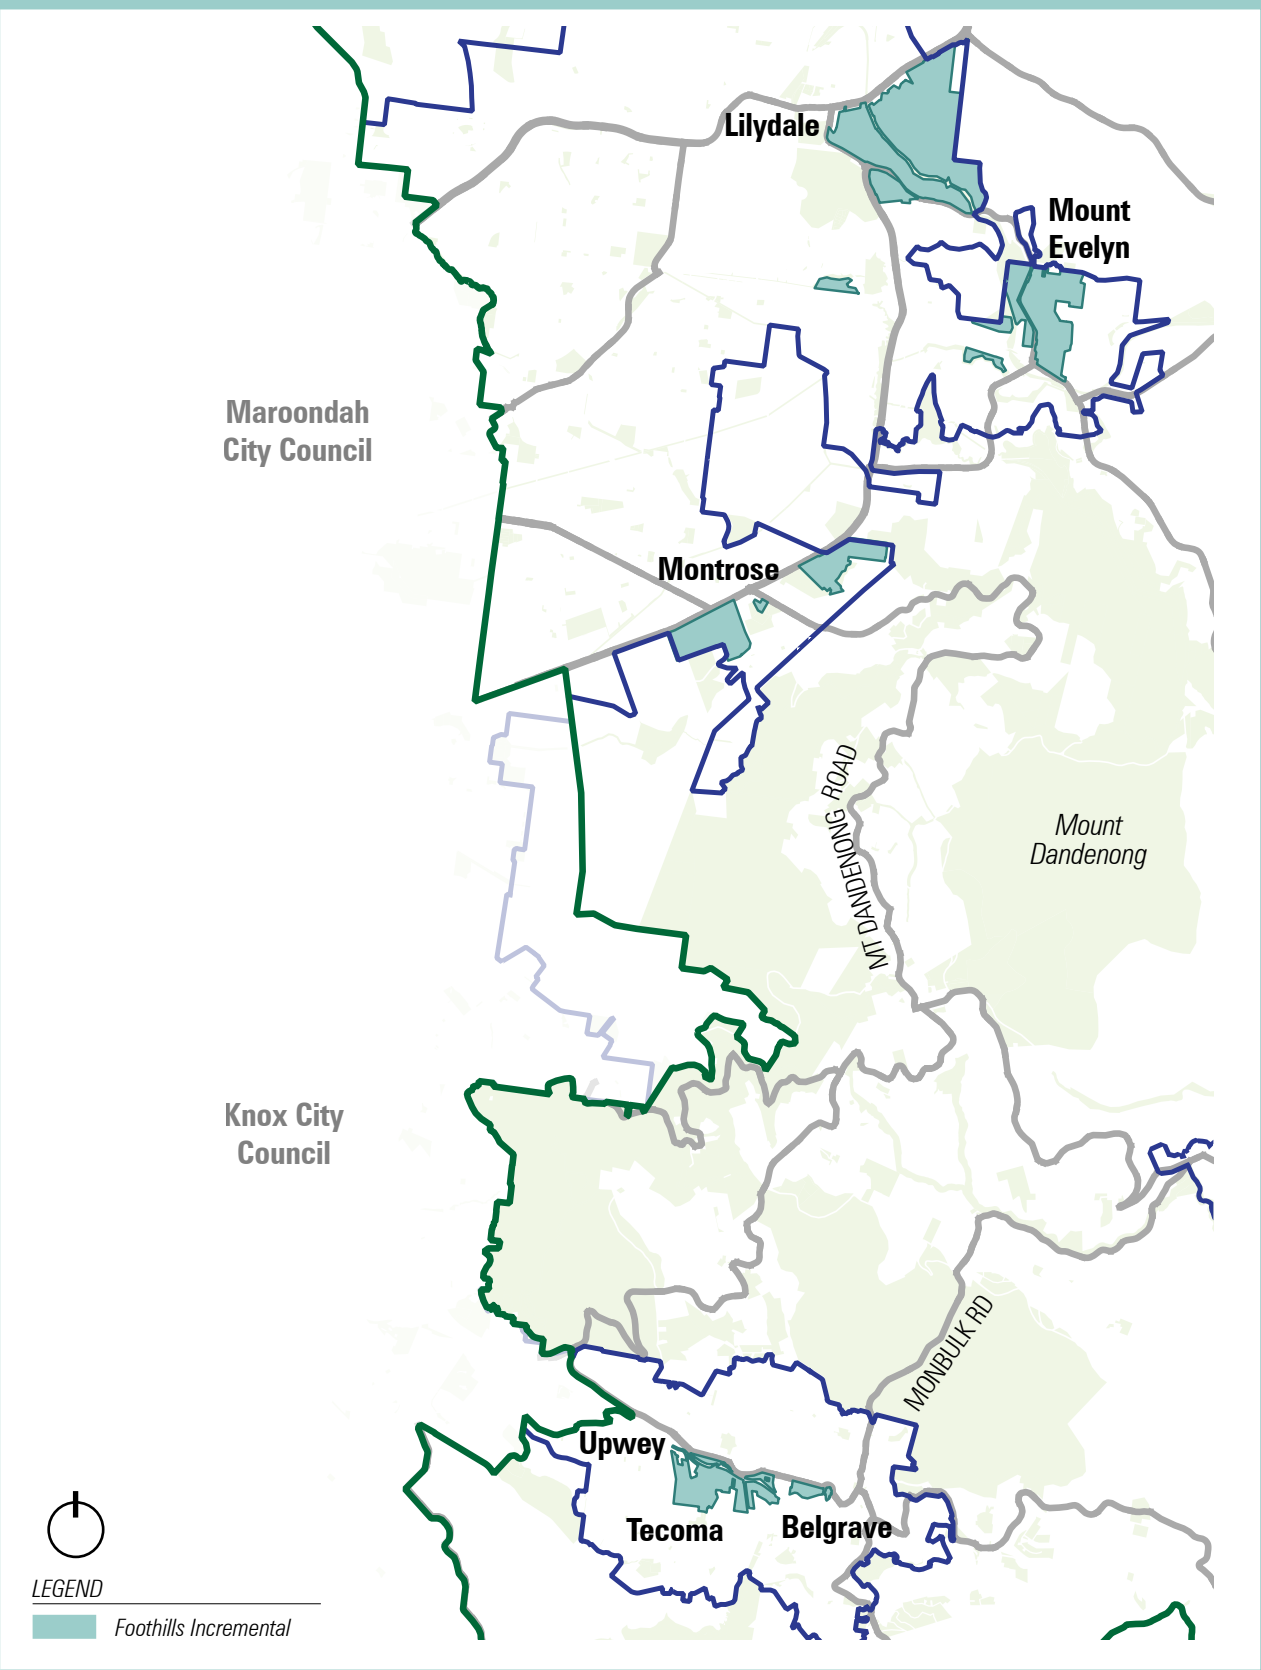 Lilydale
Mount
Evelyn
Maroondah
City Council
Montrose
MT DANDENONG ROAD
Mount
Dandenong
Knox City
Council
MONBULK RD
Upwey
Tecoma
Belgrave
LEGEND
Foothills Incremental